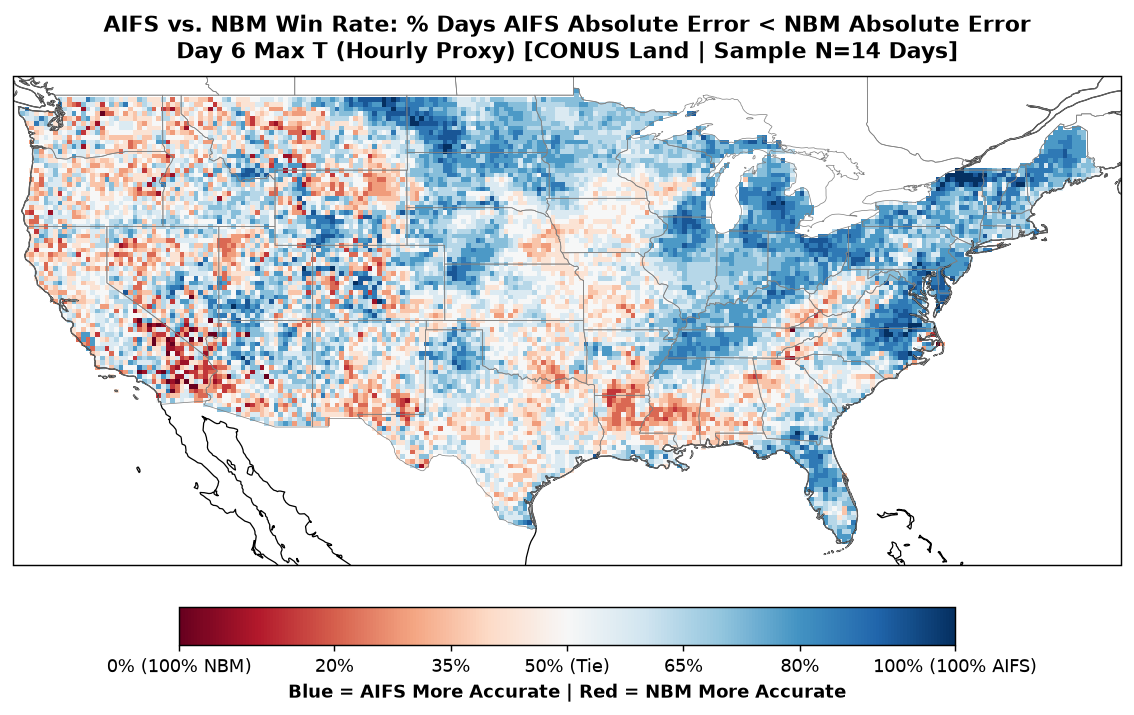 AIFS vs. NBM Win Rate: % Days AIFS Absolute Error < NBM Absolute Error
Day 6 Max T (Hourly Proxy) [CONUS Land | Sample N=14 Days]
0% (100% NBM) 20% 35% 50% (Tie) 65% 80% 100% (100% AIFS)
Blue = AIFS More Accurate | Red = NBM More Accurate